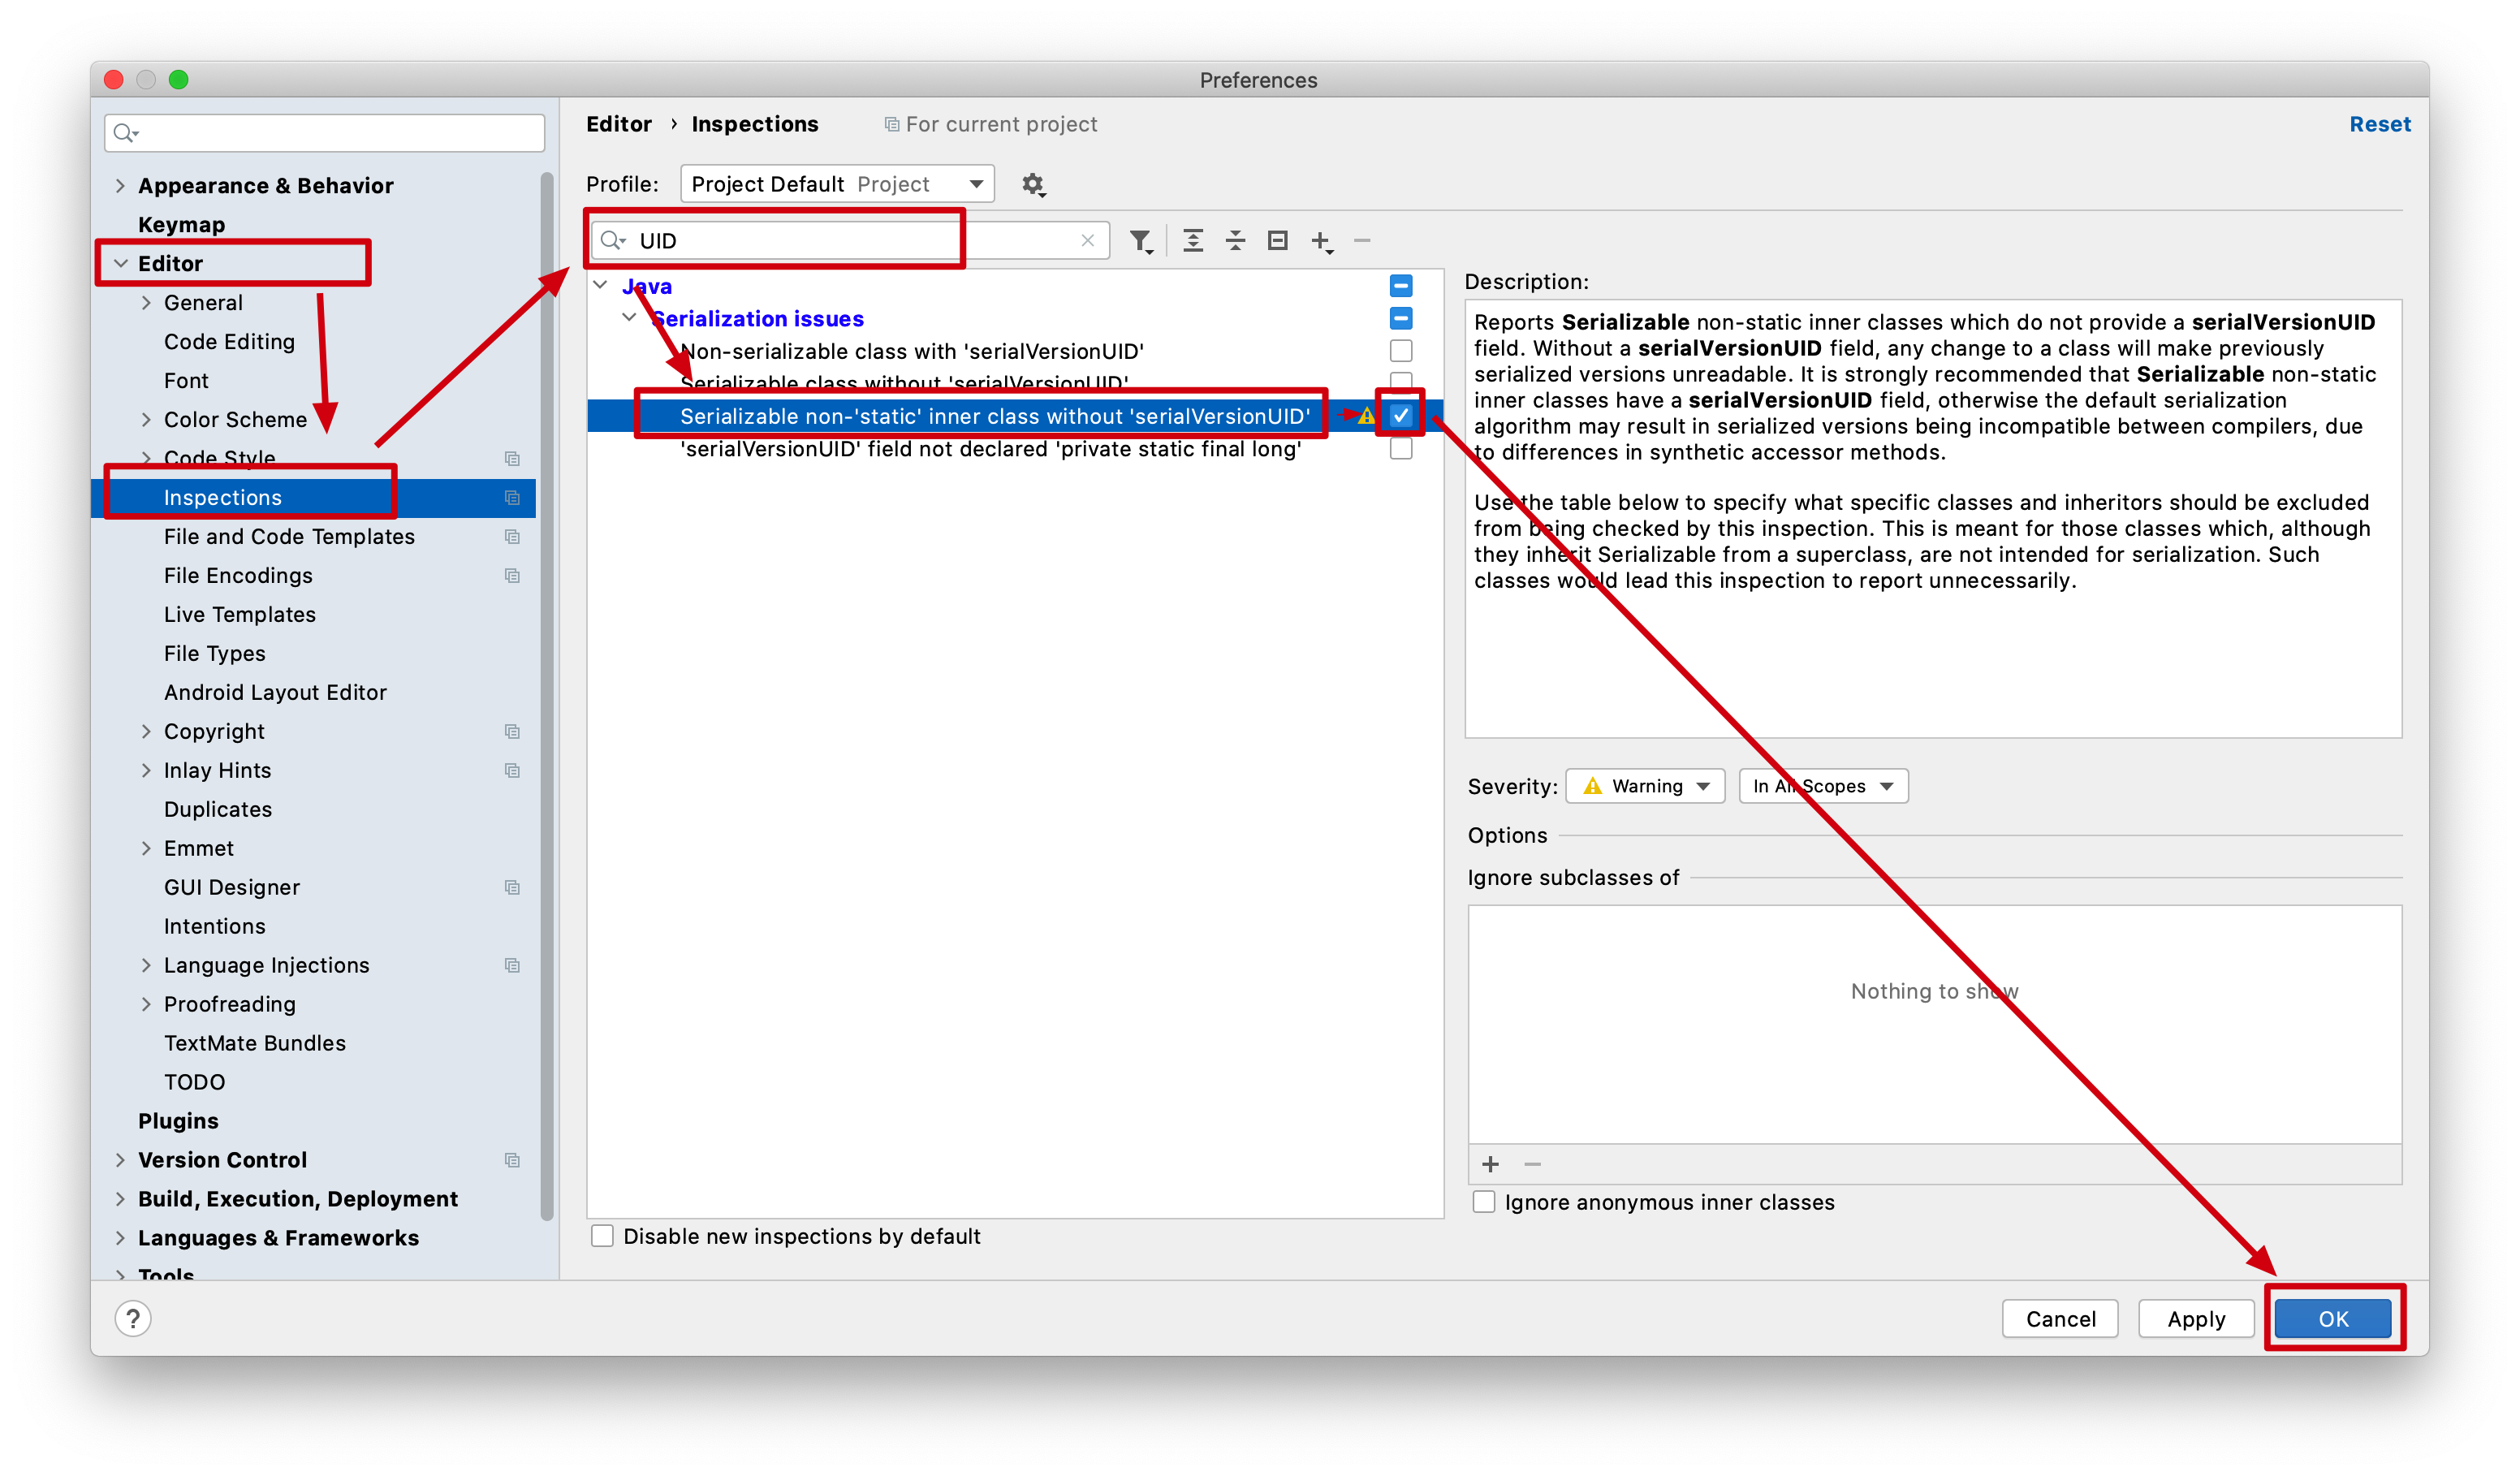 Preferences
Appearance & Behavior
Keymap
Editor
General
Code Editing
Font
Color Scheme
Code Style
Inspections
File and Code Templates
File Encodings
Live Templates
File Types
Android Layout Editor
Copyright
Inlay Hints
Duplicates
Emmet
GUI Designer
Intentions
Language Injections
Proofreading
TextMate Bundles
TODO
Plugins
Version Control
Build, Execution, Deployment
Languages & Frameworks
Tools
Editor › Inspections For current project
Reset
Profile: Project Default Project
UID
Java
Serialization issues
Non-serializable class with 'serialVersionUID'
Serializable class without 'serialVersionUID'
Serializable non-'static' inner class without 'serialVersionUID'
'serialVersionUID' field not declared 'private static final long'
Disable new inspections by default
Description:
Reports Serializable non-static inner classes which do not provide a serialVersionUID
field. Without a serialVersionUID field, any change to a class will make previously
serialized versions unreadable. It is strongly recommended that Serializable non-static
inner classes have a serialVersionUID field, otherwise the default serialization
algorithm may result in serialized versions being incompatible between compilers, due
to differences in synthetic accessor methods.
Use the table below to specify what specific classes and inheritors should be excluded
from being checked by this inspection. This is meant for those classes which, although
they inherit Serializable from a superclass, are not intended for serialization. Such
classes would lead this inspection to report unnecessarily.
Severity: Warning In All Scopes
Options
Ignore subclasses of
Nothing to show
Ignore anonymous inner classes
?
Cancel
Apply
OK